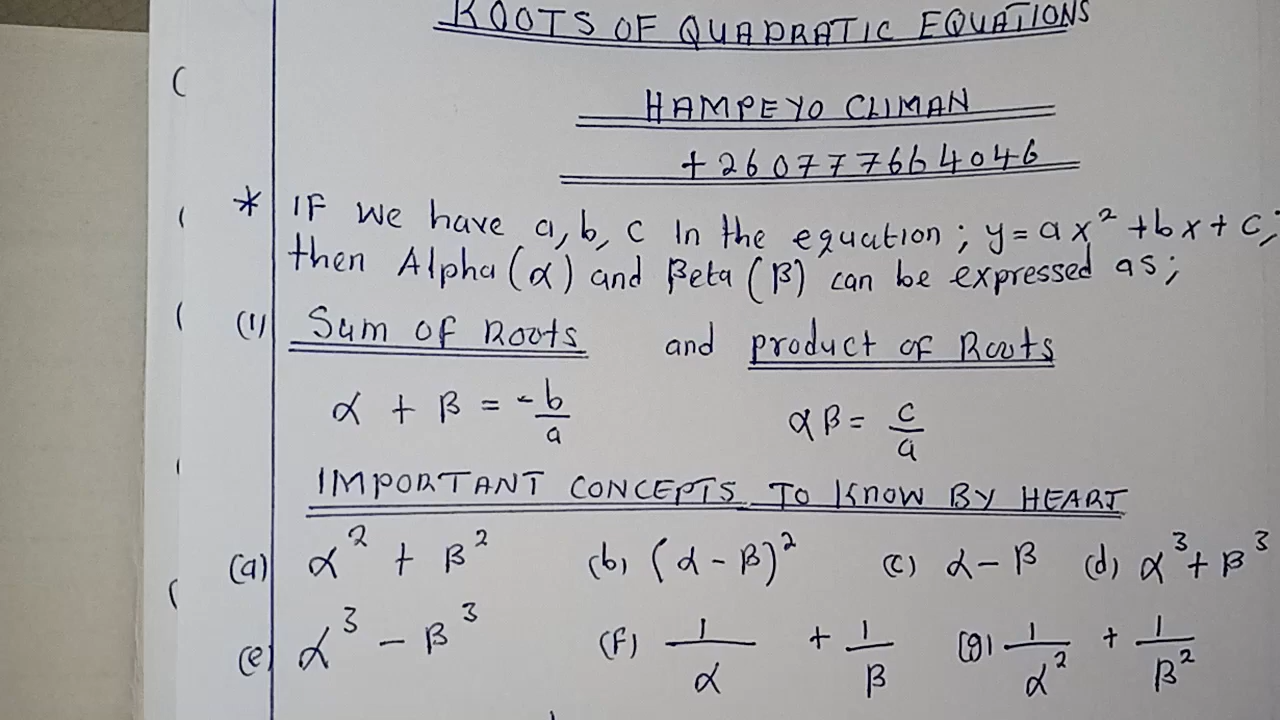 ROOTS OF QUADRATIC EQUATIONS
HAMPEYO CLIMAN
+260777664046
* IF we have a, b, c In the equation; y = ax² + bx + c,
then Alpha (α) and Beta (β) can be expressed as;
(1) Sum of Roots and product of Roots
α + β = -b/a αβ = c/a
IMPORTANT CONCEPTS TO KNOW BY HEART
(a) α² + β² (b) (α - β)² (c) α - β (d) α³ + β³
(e) α³ - β³ (f) 1/α + 1/β (g) 1/α² + 1/β²